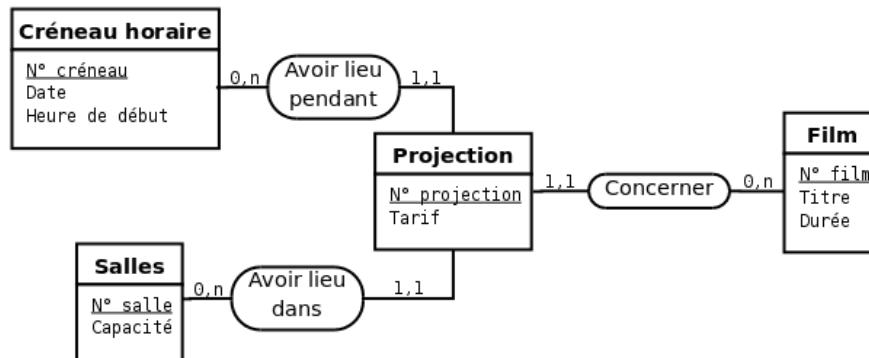 Créneau horaire
N° créneau
Date
Heure de début
0,n
Avoir lieu
pendant
1,1
Projection
N° projection
Tarif
1,1
Concerner
0,n
Film
N° film
Titre
Durée
Salles
N° salle
Capacité
0,n
Avoir lieu
dans
1,1